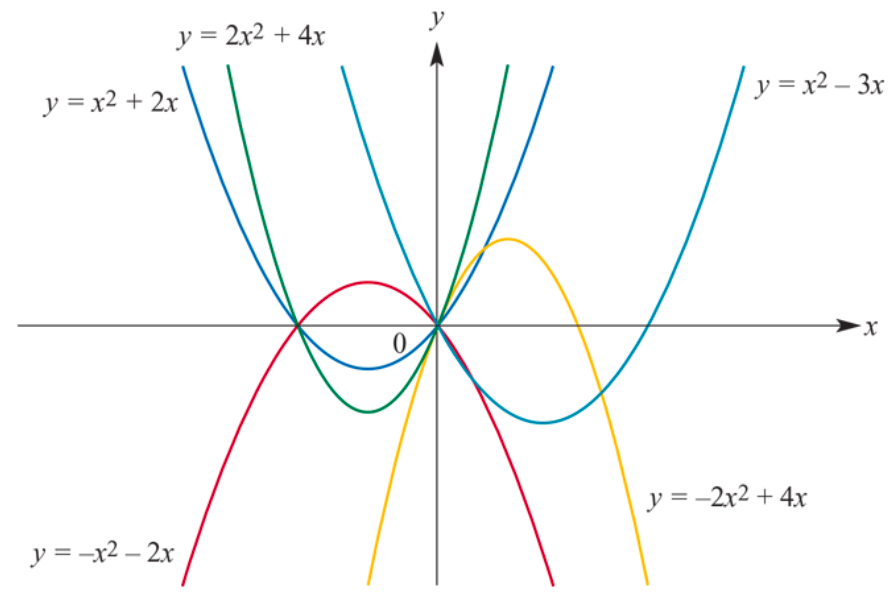 y
y = 2x² + 4x
y = x² – 3x
y = x² + 2x
x
0
y = –2x² + 4x
y = –x² – 2x